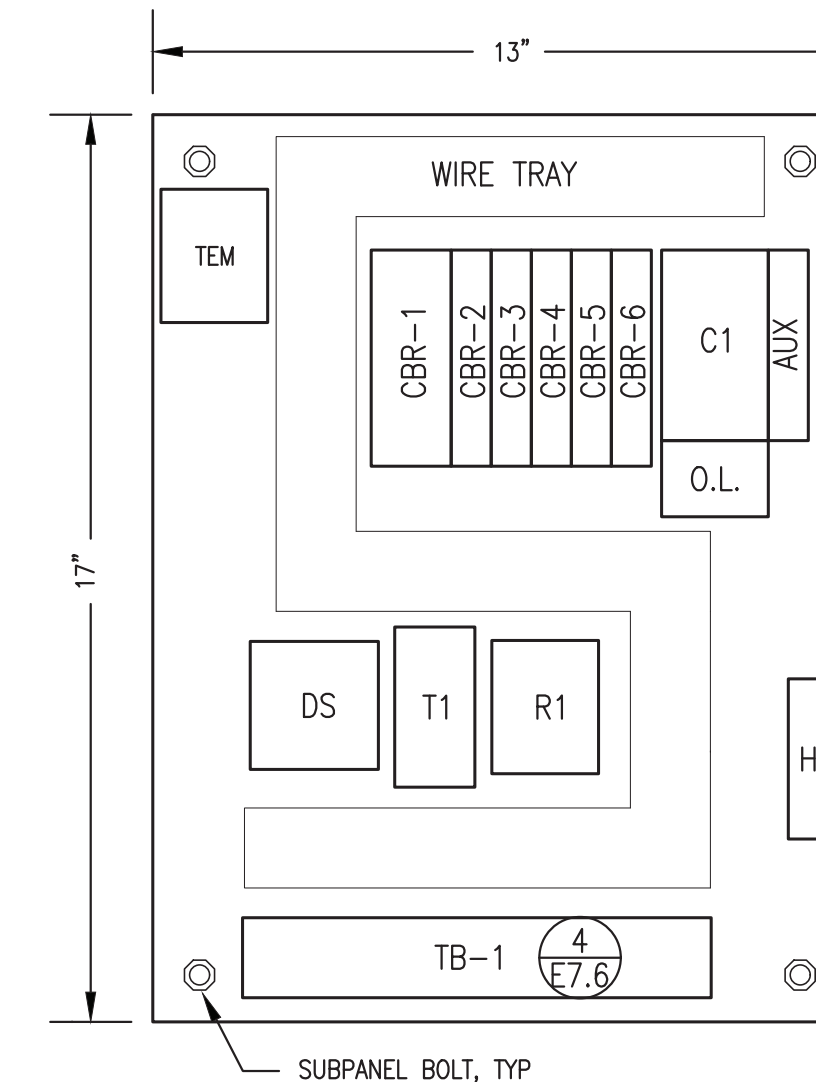 13"
WIRE TRAY
TEM
CBR-1
CBR-2
CBR-3
CBR-4
CBR-5
CBR-6
C1
AUX
O.L.
17"
DS
T1
R1
H
TB-1
4
E7.6
SUBPANEL BOLT, TYP